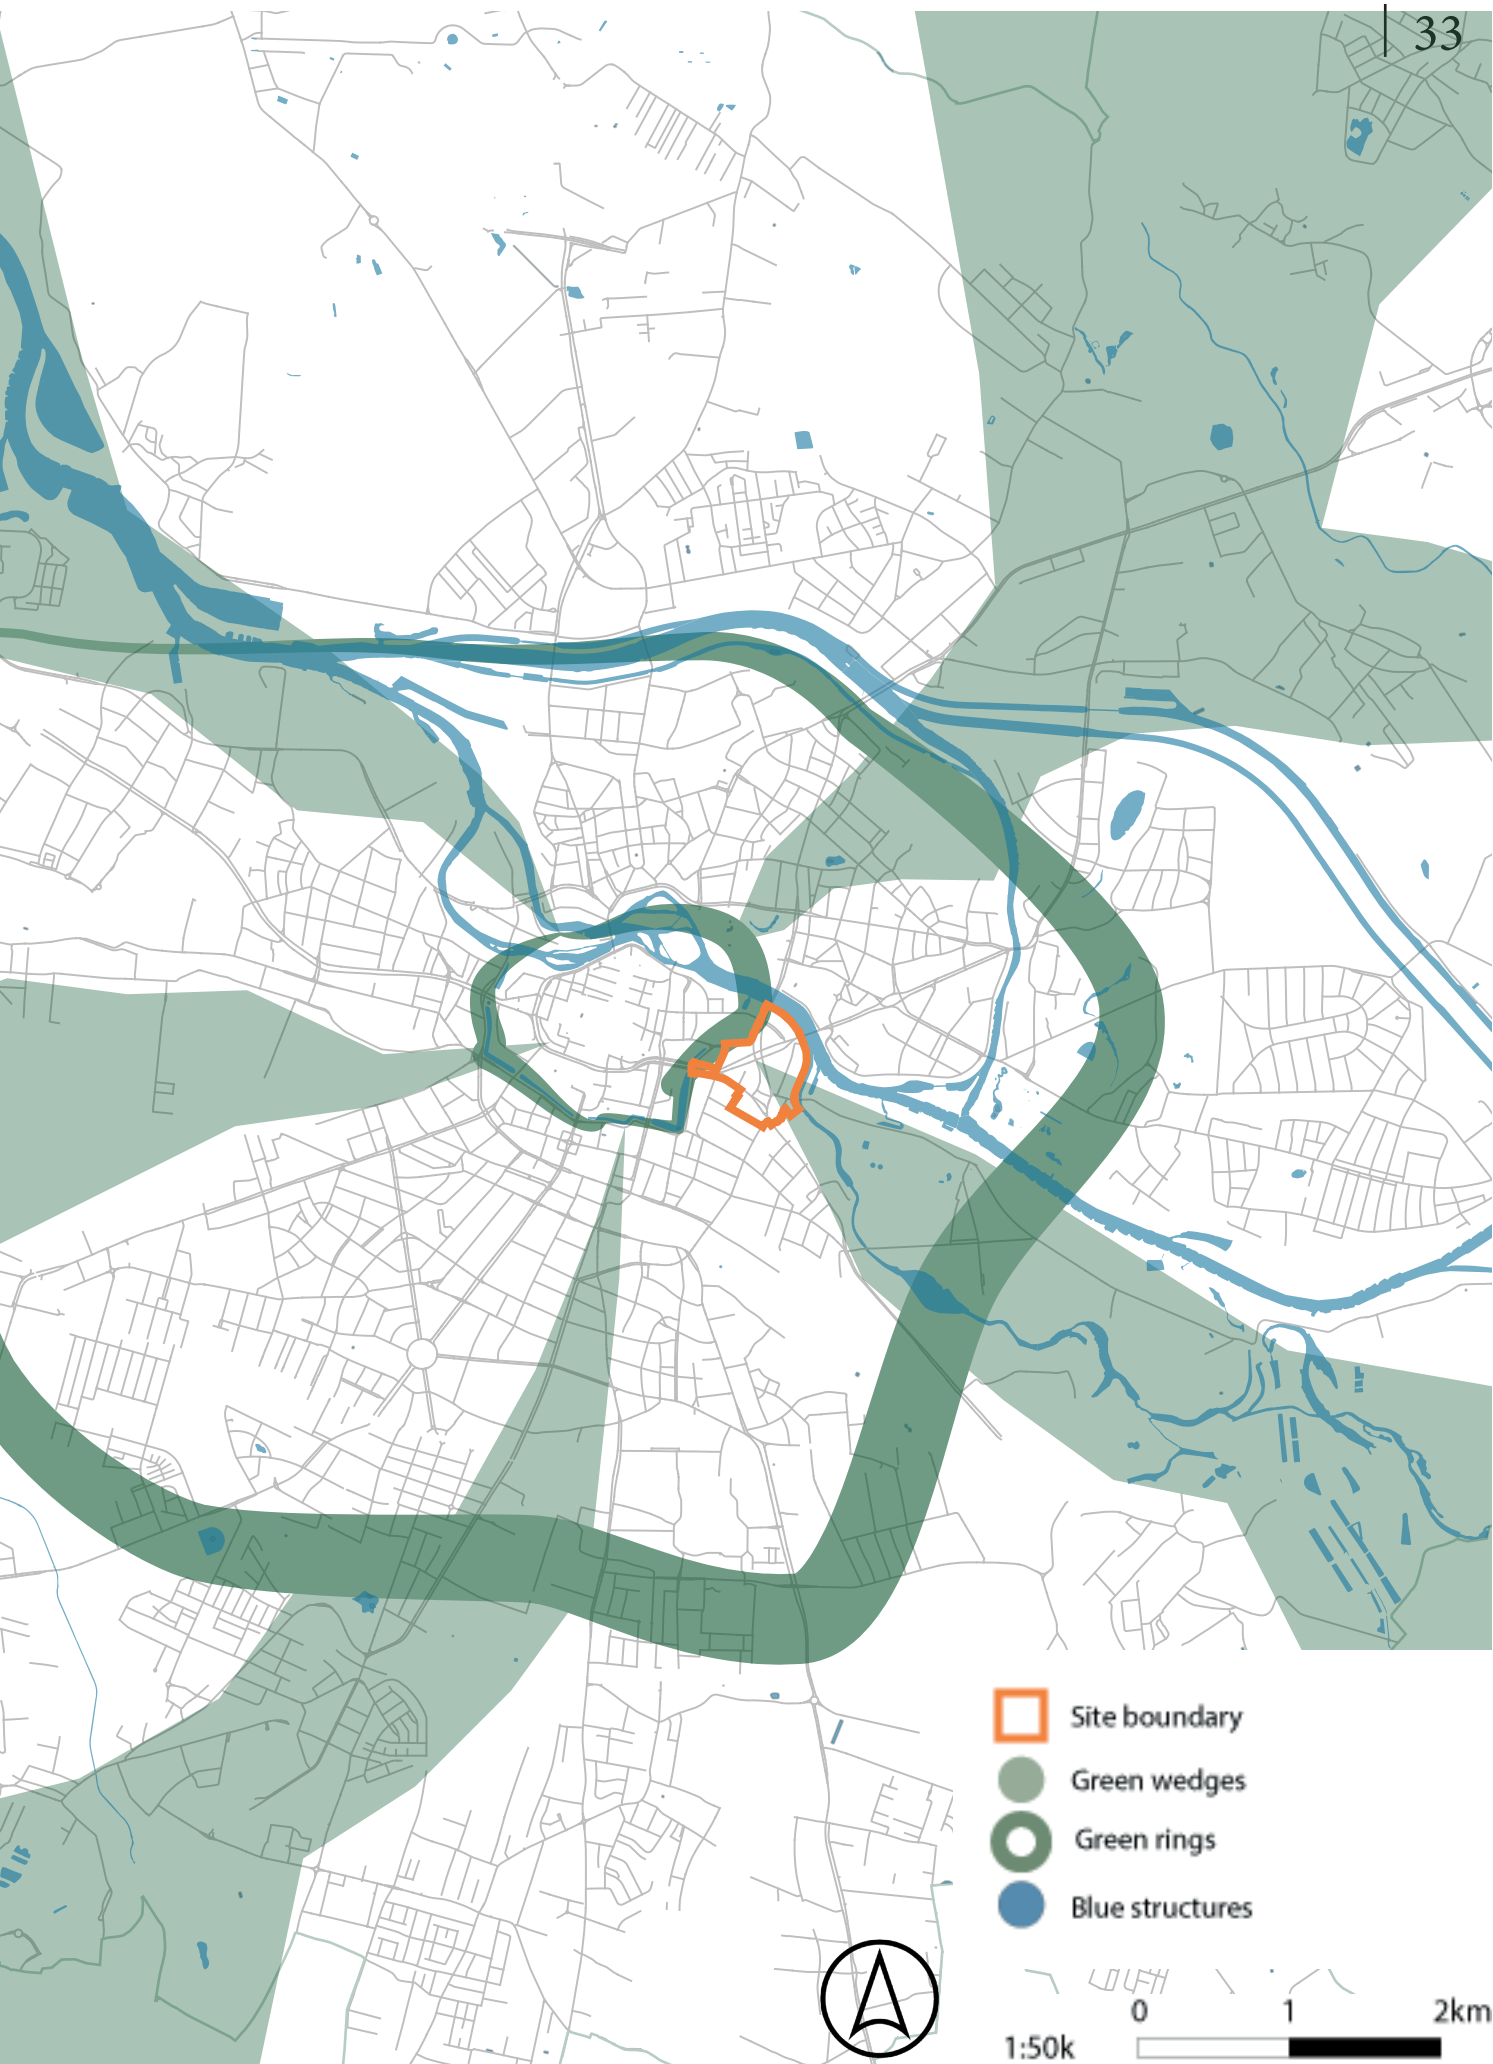 33
Site boundary
Green wedges
Green rings
Blue structures
0 1 2km
1:50k